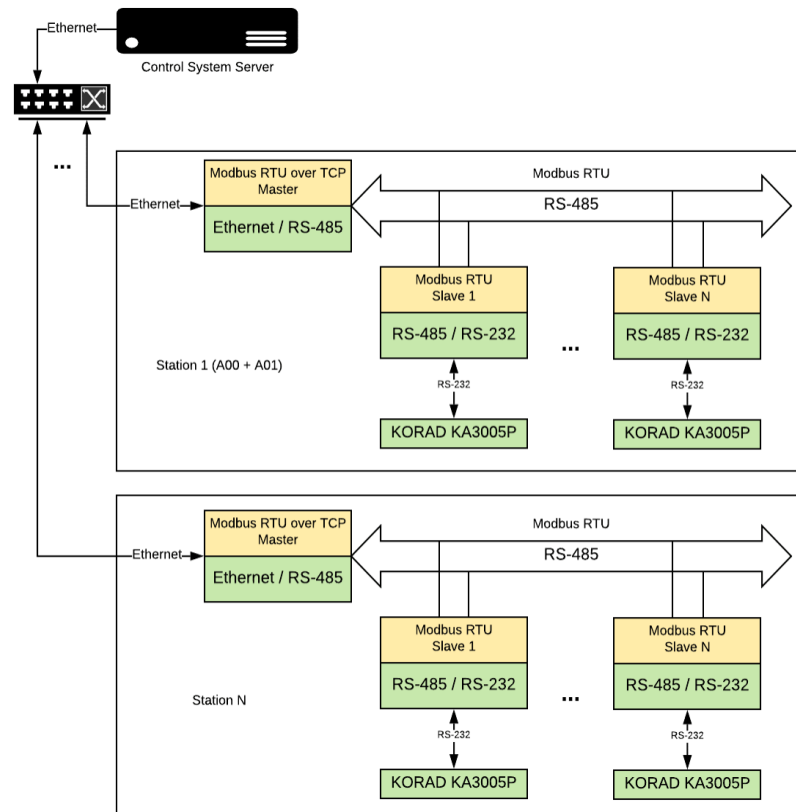 Ethernet
Control System Server
...
Modbus RTU over TCP
Master
Ethernet / RS-485
Ethernet
Modbus RTU
RS-485
Modbus RTU
Slave 1
RS-485 / RS-232
RS-232
KORAD KA3005P
...
Modbus RTU
Slave N
RS-485 / RS-232
RS-232
KORAD KA3005P
Station 1 (A00 + A01)
Modbus RTU over TCP
Master
Ethernet / RS-485
Ethernet
Modbus RTU
RS-485
Modbus RTU
Slave 1
RS-485 / RS-232
RS-232
KORAD KA3005P
...
Modbus RTU
Slave N
RS-485 / RS-232
RS-232
KORAD KA3005P
Station N